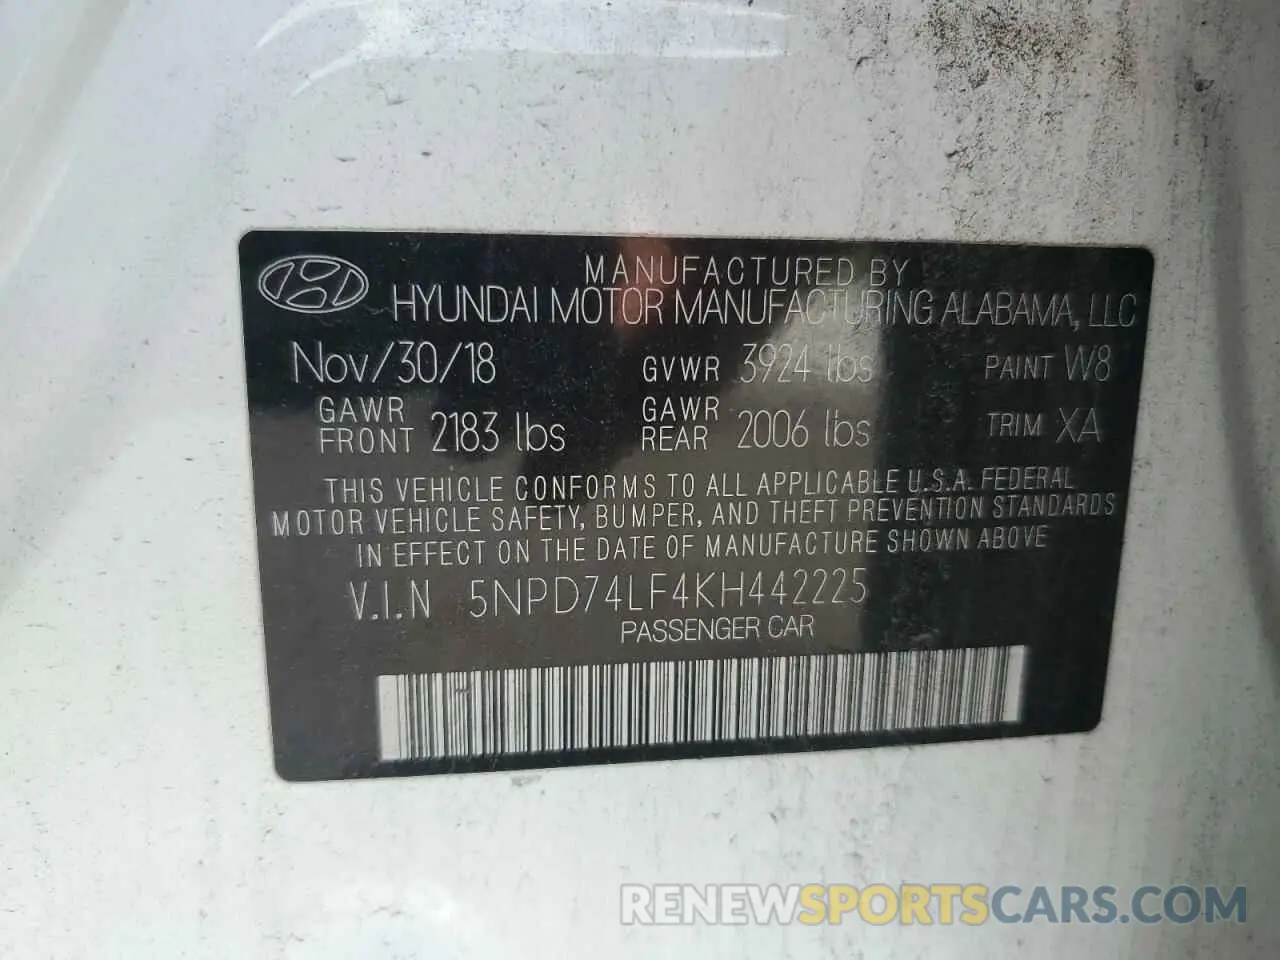 MANUFACTURED BY
HYUNDAI MOTOR MANUFACTURING ALABAMA, LLC
Nov/30/18 GVWR 3924 lbs PAINT W8
GAWR FRONT 2183 lbs GAWR REAR 2006 lbs TRIM XA
THIS VEHICLE CONFORMS TO ALL APPLICABLE U.S.A. FEDERAL
MOTOR VEHICLE SAFETY, BUMPER, AND THEFT PREVENTION STANDARDS
IN EFFECT ON THE DATE OF MANUFACTURE SHOWN ABOVE
V.I.N 5NPD74LF4KH442225
PASSENGER CAR
RENEWSPORTSCARS.COM